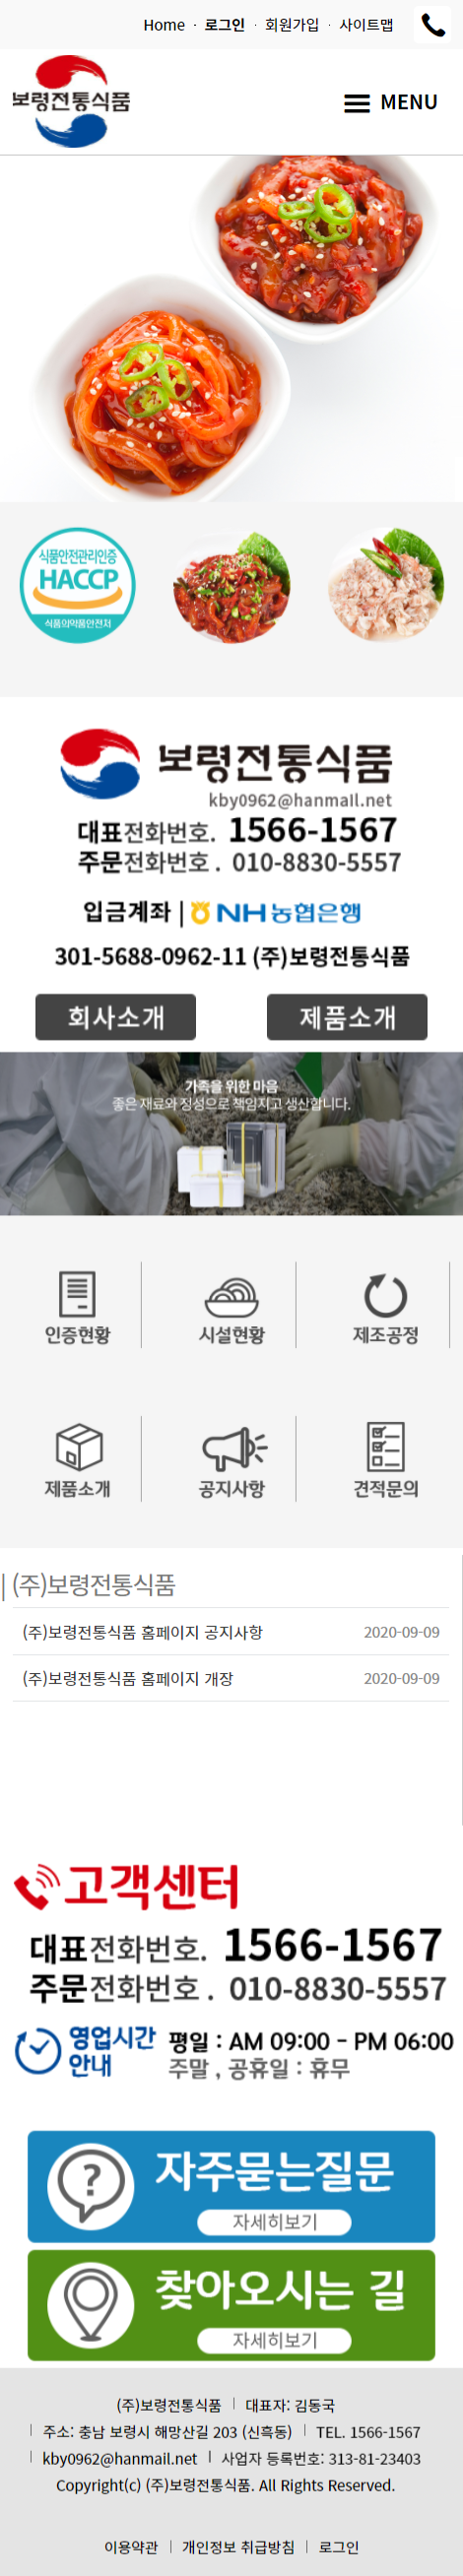 Home · 로그인 · 회원가입 · 사이트맵
보령전통식품
MENU
식품안전관리인증
HACCP
식품의약품안전처
보령전통식품
kby0962@hanmail.net
대표전화번호. 1566-1567
주문전화번호 . 010-8830-5557
입금계좌 | NH농협은행
301-5688-0962-11 (주)보령전통식품
회사소개
제품소개
가족을 위한 마음
좋은 재료와 정성으로 책임지고 생산합니다.
인증현황
시설현황
제조공정
제품소개
공지사항
견적문의
| (주)보령전통식품
(주)보령전통식품 홈페이지 공지사항 2020-09-09
(주)보령전통식품 홈페이지 개장 2020-09-09
고객센터
대표전화번호. 1566-1567
주문전화번호 . 010-8830-5557
영업시간
안내
평일 : AM 09:00 - PM 06:00
주말 , 공휴일 : 휴무
자주묻는질문
자세히보기
찾아오시는 길
자세히보기
(주)보령전통식품 | 대표자: 김동국
| 주소: 충남 보령시 해망산길 203 (신흑동) | TEL. 1566-1567
| kby0962@hanmail.net | 사업자 등록번호: 313-81-23403
Copyright(c) (주)보령전통식품. All Rights Reserved.
이용약관 | 개인정보 취급방침 | 로그인